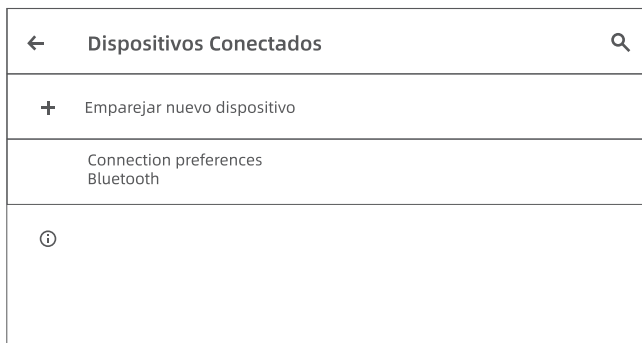 Dispositivos Conectados
Emparejar nuevo dispositivo
Connection preferences
Bluetooth